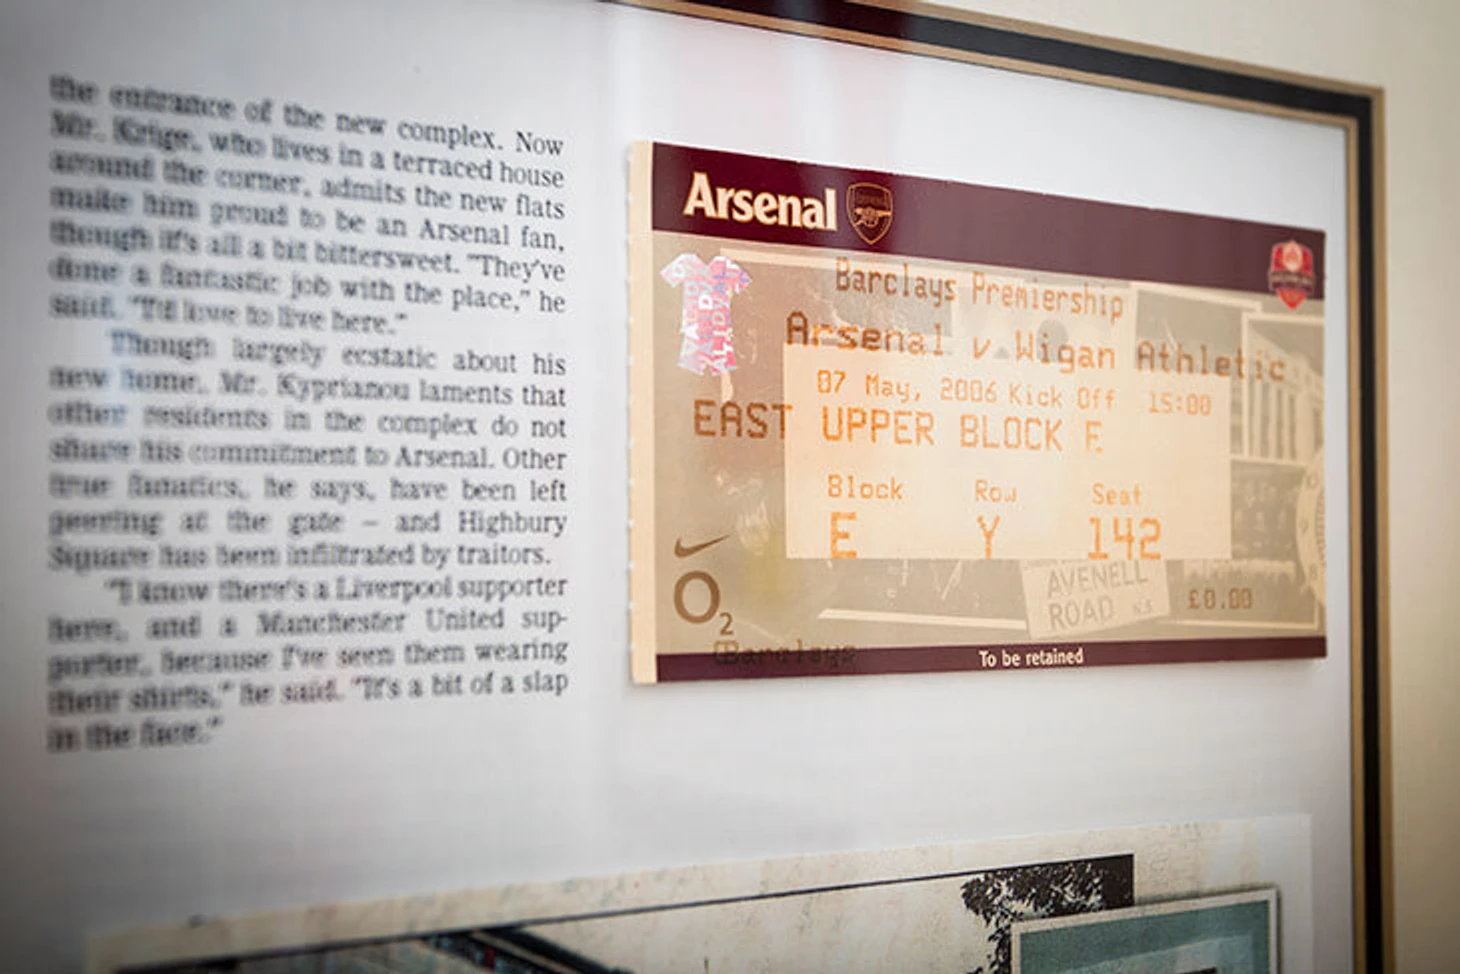 the entrance of the new complex. Now
Mr. Krige, who lives in a terraced house
around the corner, admits the new flats
make him proud to be an Arsenal fan,
though it's all a bit bittersweet. "They've
done a fantastic job with the place," he
said. "I'd love to live here."
Though largely ecstatic about his
new home, Mr. Kyprianou laments that
other residents in the complex do not
share his commitment to Arsenal. Other
true fanatics, he says, have been left
peering at the gate – and Highbury
Square has been infiltrated by traitors.
"I know there's a Liverpool supporter
here, and a Manchester United sup-
porter, because I've seen them wearing
their shirts," he said. "It's a bit of a slap
in the face."
Arsenal
Barclays Premiership
Arsenal v Wigan Athletic
07 May, 2006 Kick Off 15:00
EAST UPPER BLOCK E
Block Row Seat
E Y 142
AVENELL
ROAD N.5
£0.00
O2
Barclays
To be retained